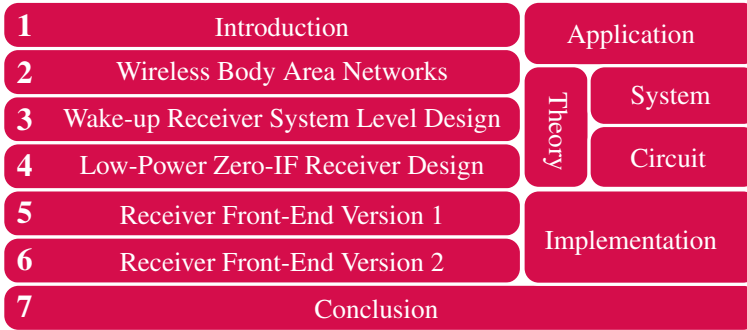 1 Introduction
Application
2 Wireless Body Area Networks
3 Wake-up Receiver System Level Design
Theory
System
4 Low-Power Zero-IF Receiver Design
Circuit
5 Receiver Front-End Version 1
Implementation
6 Receiver Front-End Version 2
7 Conclusion